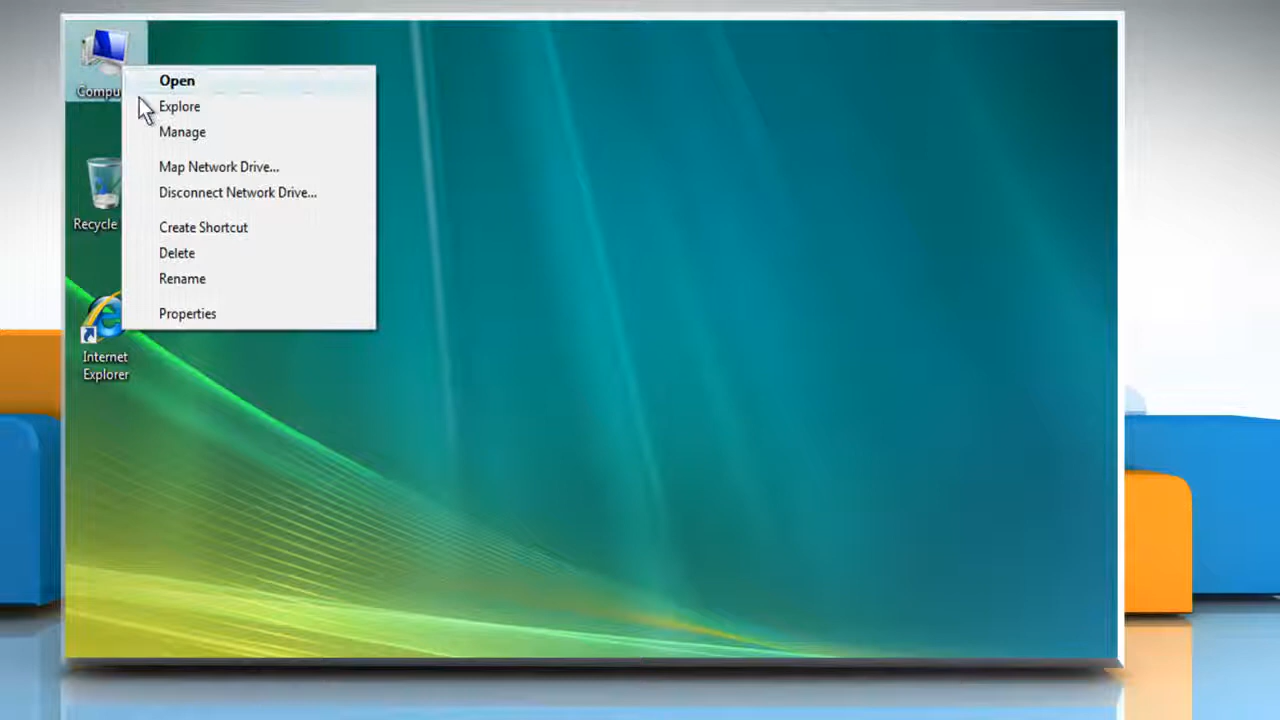 Open
Explore
Manage
Map Network Drive...
Disconnect Network Drive...
Create Shortcut
Delete
Rename
Properties
Compu
Recycle
Internet
Explorer